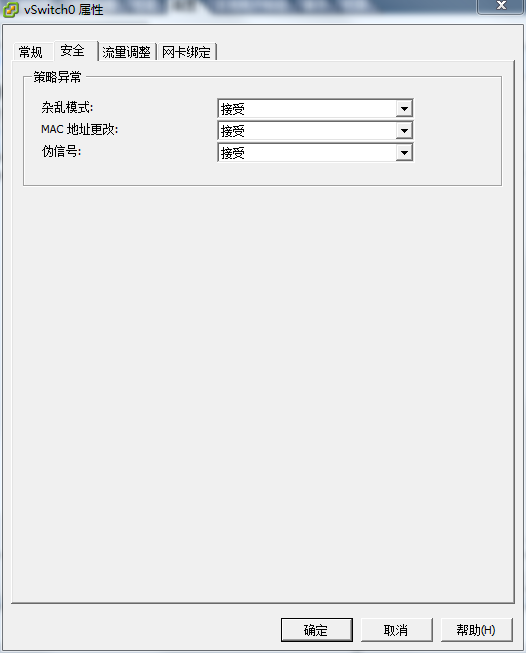 vSwitch0 属性
常规 安全 流量调整 网卡绑定
策略异常
杂乱模式: 接受
MAC 地址更改: 接受
伪信号: 接受
确定 取消 帮助(H)